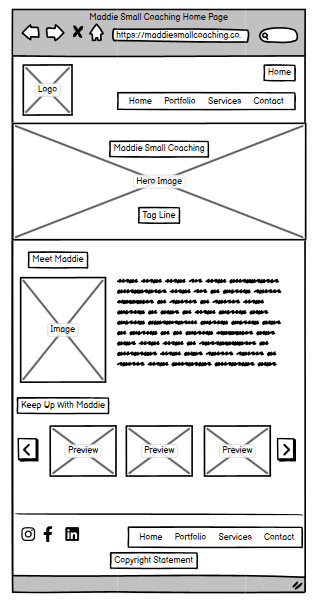 Maddie Small Coaching Home Page
https://maddiesmallcoaching.co.
Home
Logo
Home Portfolio Services Contact
Maddie Small Coaching
Hero Image
Tag Line
Meet Maddie
Image
Keep Up With Maddie
Preview Preview Preview
Home Portfolio Services Contact
Copyright Statement